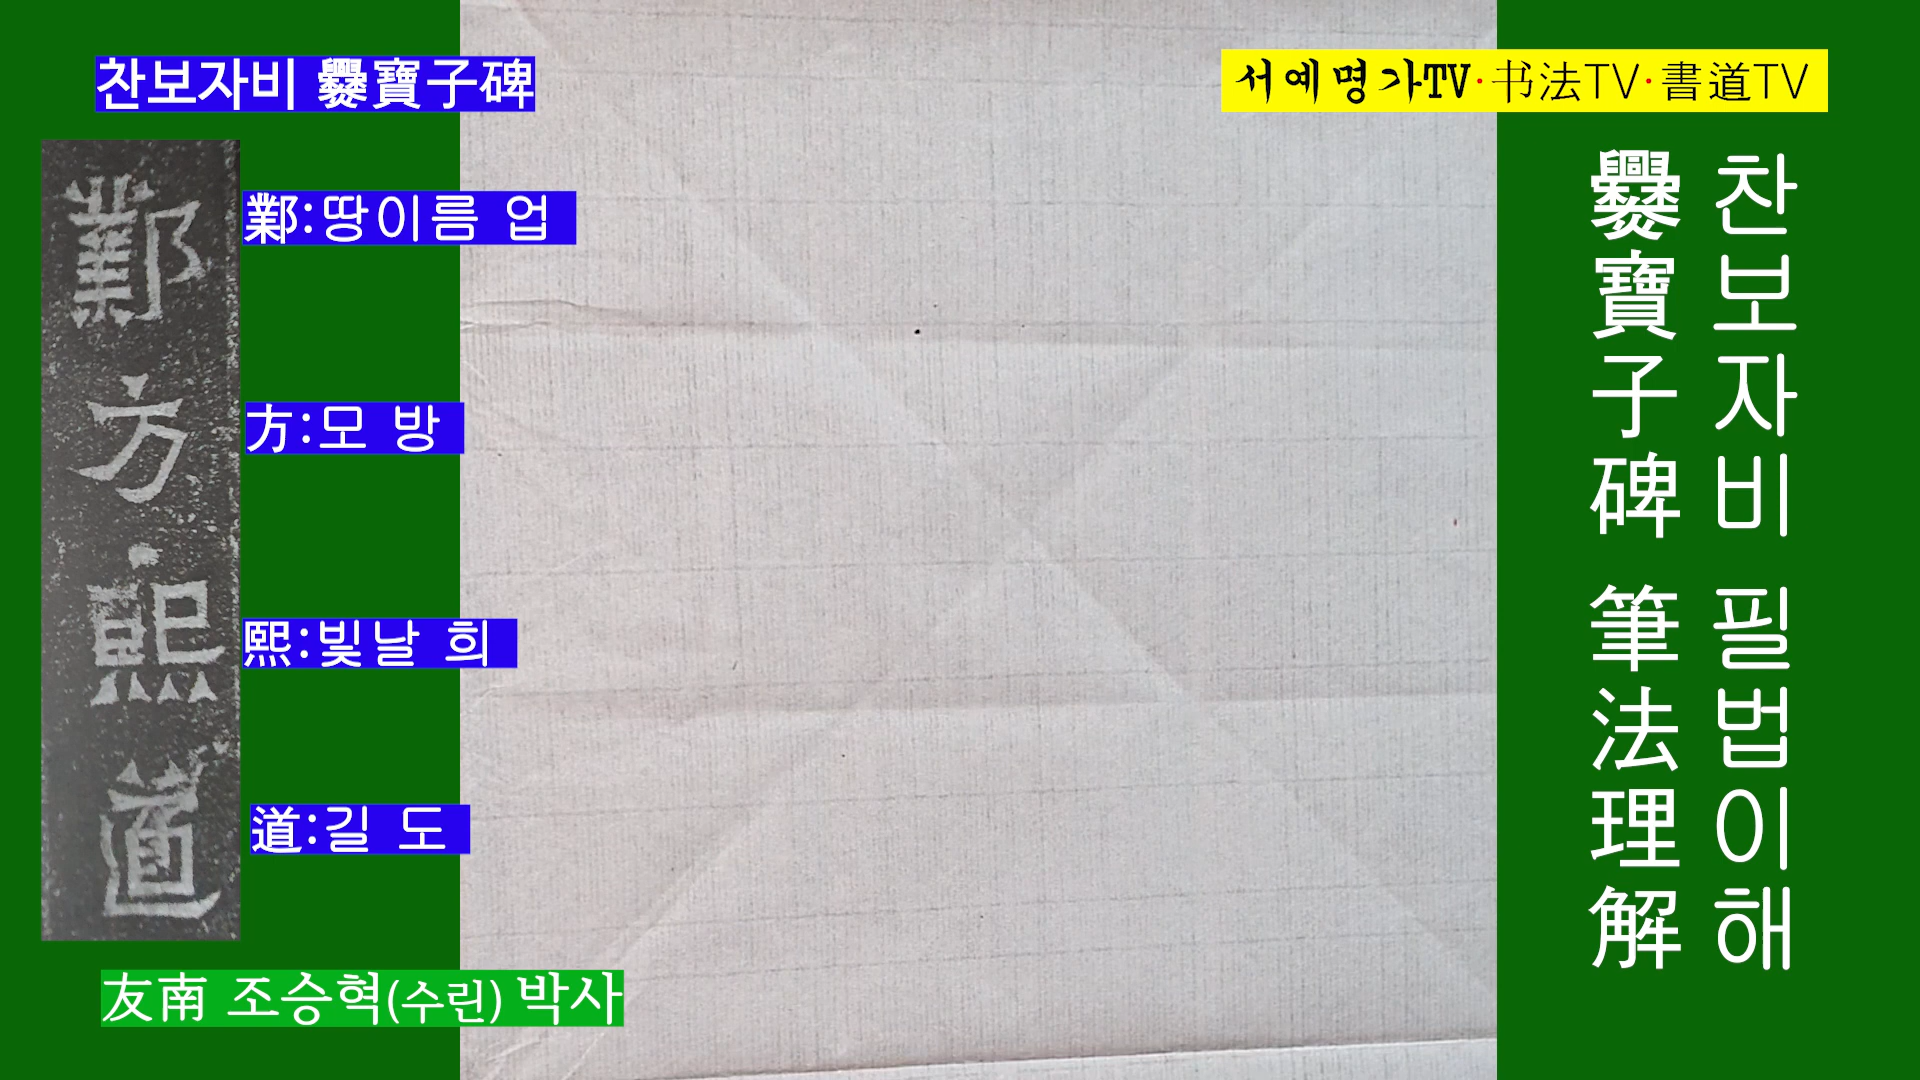 찬보자비 爨寶子碑
서예명가TV·书法TV·書道TV
鄴
方
熙
道
鄴:땅이름 업
方:모 방
熙:빛날 희
道:길 도
찬보자비 필법이해
爨寶子碑 筆法理解
友南 조승혁(수린) 박사